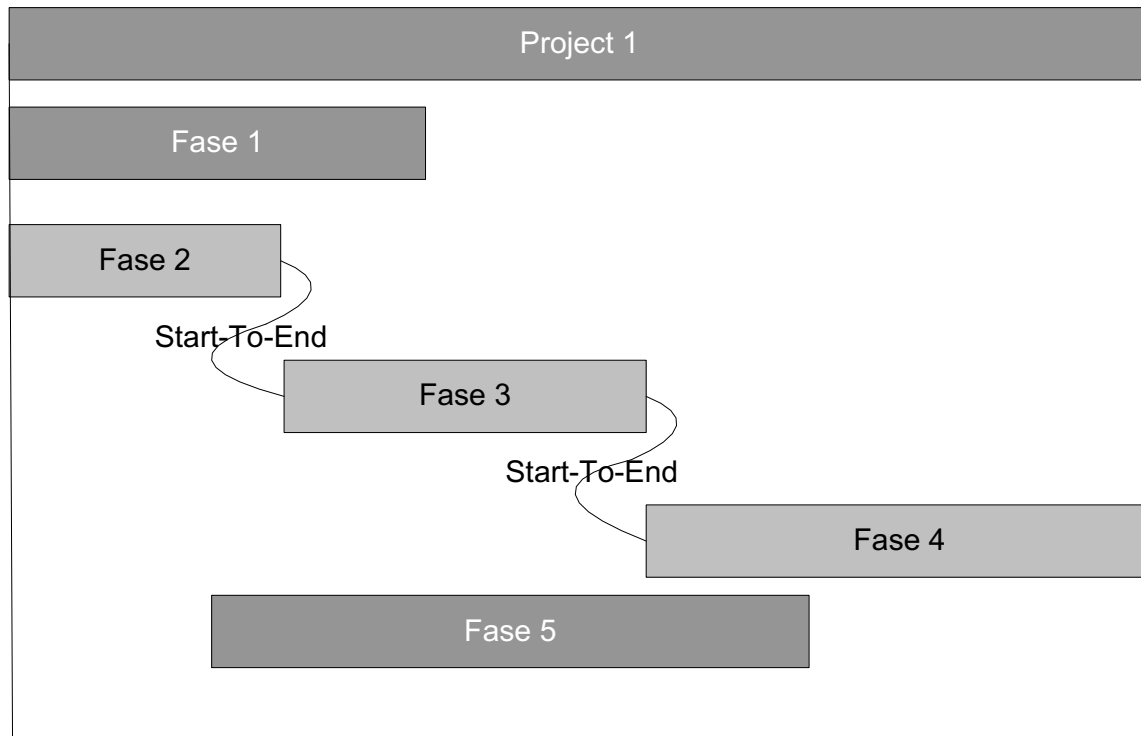 Project 1
Fase 1
Fase 2
Start-To-End
Fase 3
Start-To-End
Fase 4
Fase 5